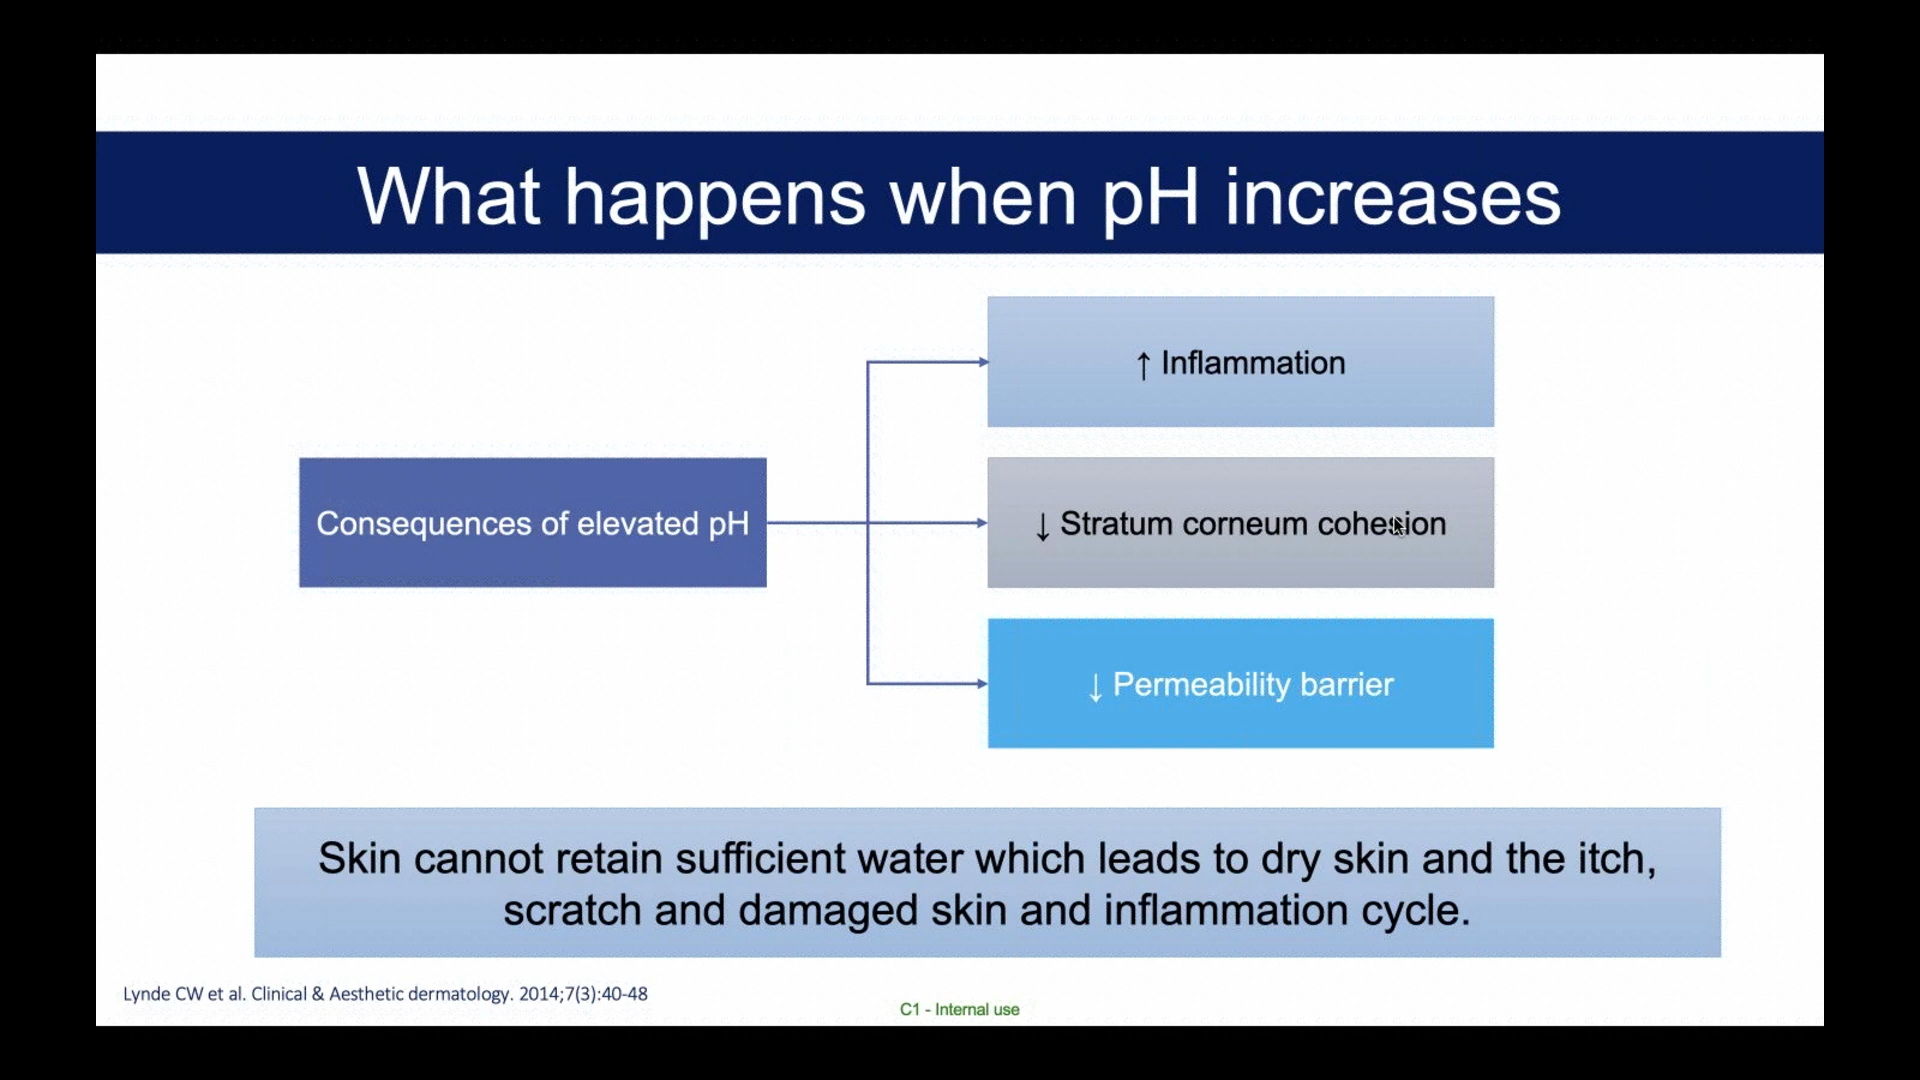 What happens when pH increases
↑ Inflammation
Consequences of elevated pH
↓ Stratum corneum cohesion
↓ Permeability barrier
Skin cannot retain sufficient water which leads to dry skin and the itch,
scratch and damaged skin and inflammation cycle.
Lynde CW et al. Clinical & Aesthetic dermatology. 2014;7(3):40-48
C1 - Internal use